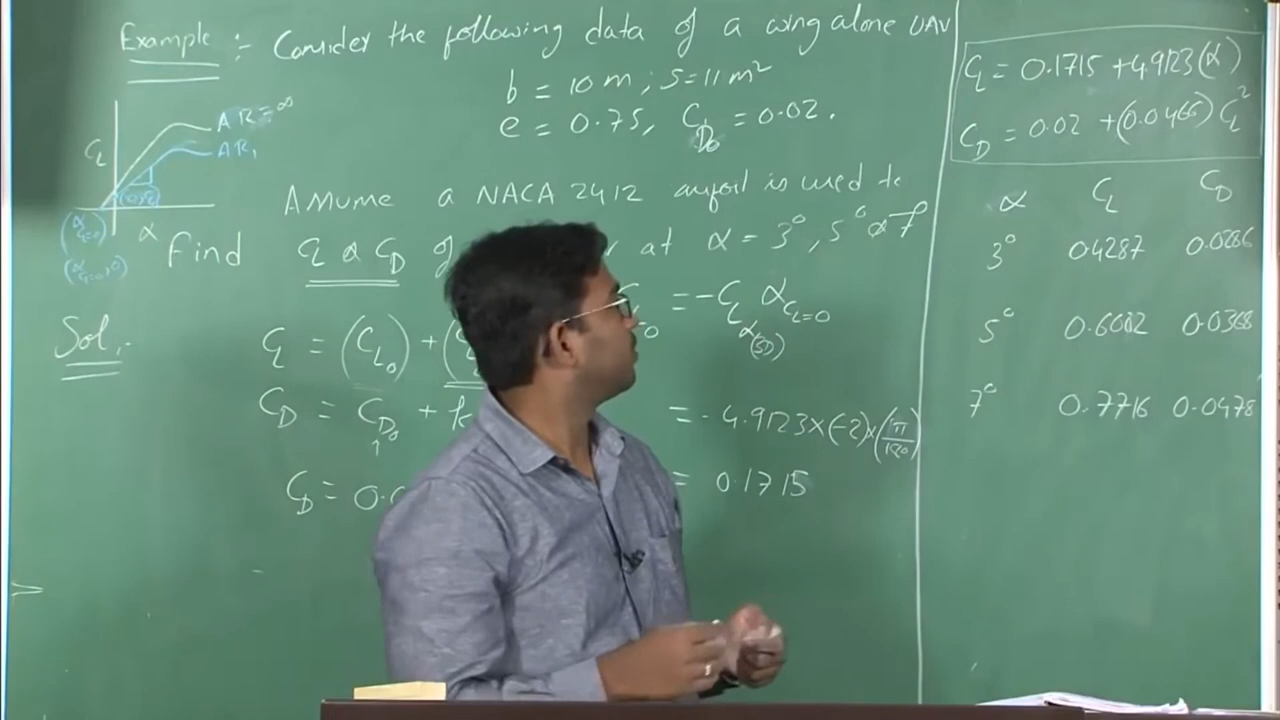 Example :- Consider the following data of a wing alone UAV
b = 10 m ; S = 11 m²
e = 0.75, C_D₀ = 0.02.
C_L
AR = ∞
AR₁
α
Assume a NACA 2412 airfoil is used to
Find C_L & C_D of at α = 3°, 5° & 7°
Sol.
= - C_Lα(3D) α_CL=0
C_L = (C_L₀) + (
C_D = C_D₀ + k
= - 4.9123 × (-2) × (π/180)
C_D = 0.0
= 0.1715
C_L = 0.1715 + 4.9123 (α)
C_D = 0.02 + (0.0466) C_L²
α C_L C_D
3° 0.4287 0.0286
5° 0.6002 0.0368
7° 0.7716 0.0478